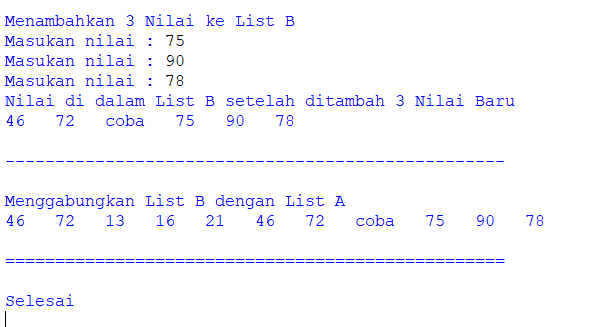 Menambahkan 3 Nilai ke List B
Masukan nilai : 75
Masukan nilai : 90
Masukan nilai : 78
Nilai di dalam List B setelah ditambah 3 Nilai Baru
46   72   coba   75   90   78
--------------------------------------------------
Menggabungkan List B dengan List A
46   72   13   16   21   46   72   coba   75   90   78
==================================================
Selesai